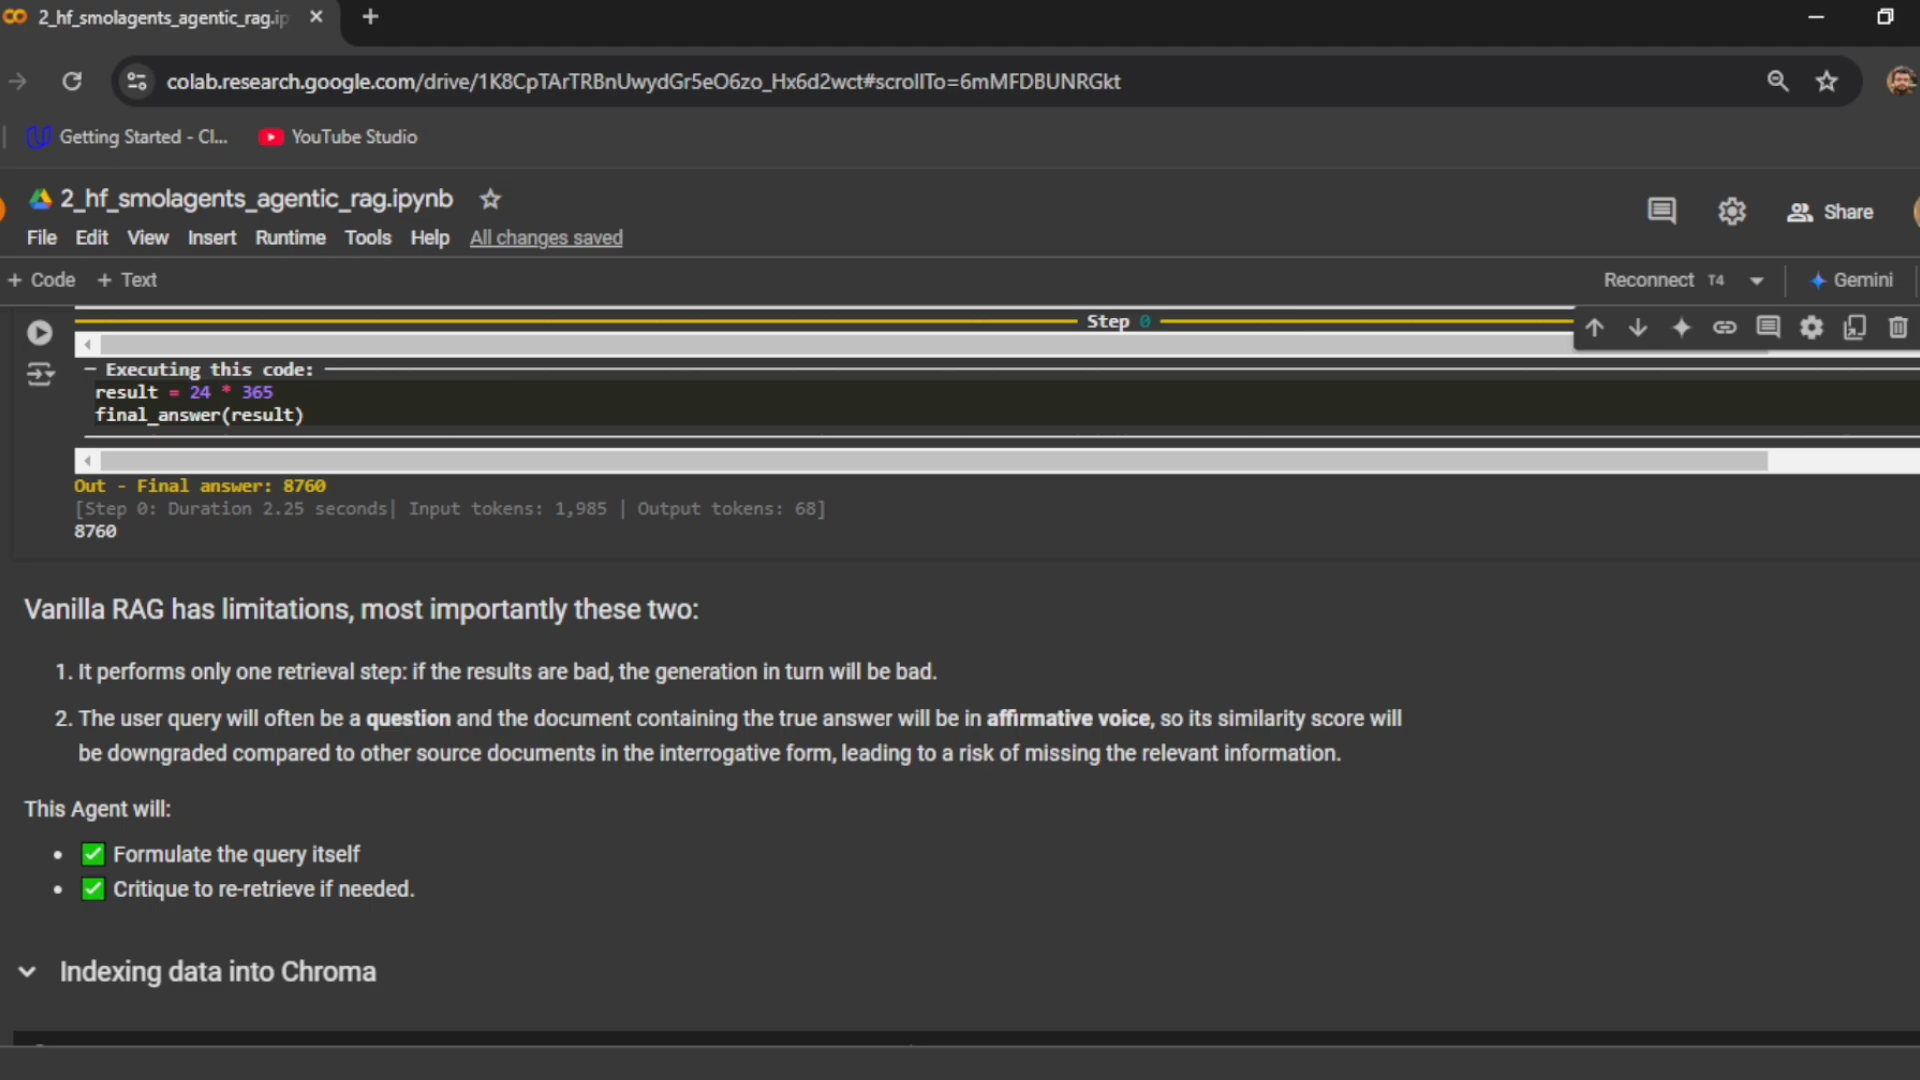 2_hf_smolagents_agentic_rag.ip
colab.research.google.com/drive/1K8CpTArTRBnUwydGr5eO6zo_Hx6d2wct#scrollTo=6mMFDBUNRGkt
Getting Started - Cl... YouTube Studio
2_hf_smolagents_agentic_rag.ipynb
Share
File Edit View Insert Runtime Tools Help All changes saved
+ Code + Text Reconnect T4 Gemini
Step 0
Executing this code:
result = 24 * 365
final_answer(result)
Out - Final answer: 8760
[Step 0: Duration 2.25 seconds| Input tokens: 1,985 | Output tokens: 68]
8760
Vanilla RAG has limitations, most importantly these two:
1. It performs only one retrieval step: if the results are bad, the generation in turn will be bad.
2. The user query will often be a question and the document containing the true answer will be in affirmative voice, so its similarity score will
be downgraded compared to other source documents in the interrogative form, leading to a risk of missing the relevant information.
This Agent will:
• ✅ Formulate the query itself
• ✅ Critique to re-retrieve if needed.
Indexing data into Chroma